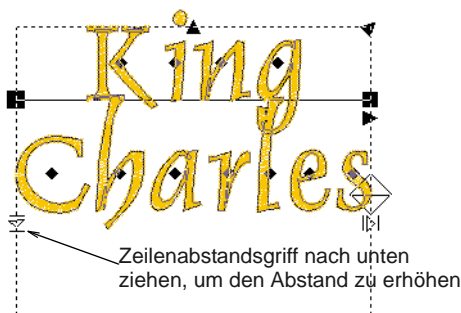 King
Charles
Zeilenabstandsgriff nach unten
ziehen, um den Abstand zu erhöhen